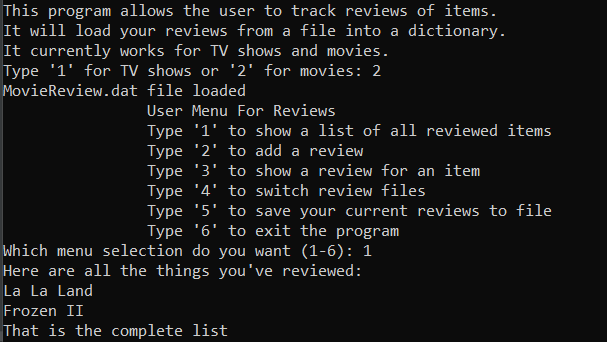 This program allows the user to track reviews of items.
It will load your reviews from a file into a dictionary.
It currently works for TV shows and movies.
Type '1' for TV shows or '2' for movies: 2
MovieReview.dat file loaded
User Menu For Reviews
Type '1' to show a list of all reviewed items
Type '2' to add a review
Type '3' to show a review for an item
Type '4' to switch review files
Type '5' to save your current reviews to file
Type '6' to exit the program
Which menu selection do you want (1-6): 1
Here are all the things you've reviewed:
La La Land
Frozen II
That is the complete list